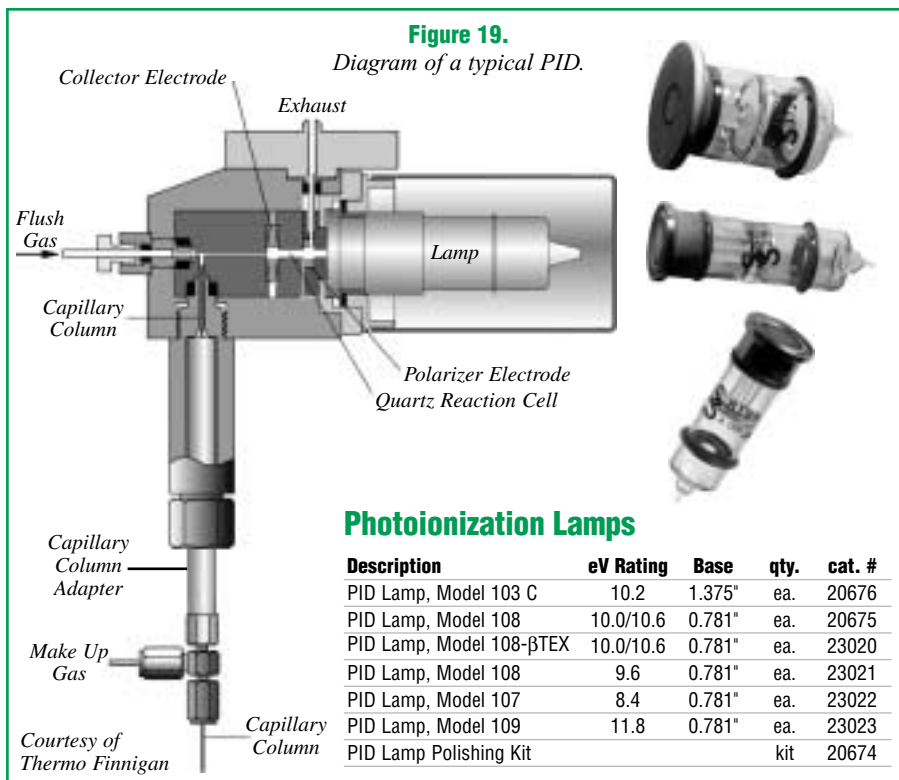 Figure 19.
Diagram of a typical PID.
Collector Electrode
Exhaust
Flush
Gas
Lamp
Capillary
Column
Polarizer Electrode
Quartz Reaction Cell
Capillary
Column
Adapter
Make Up
Gas
Capillary
Column
Courtesy of
Thermo Finnigan
Photoionization Lamps
Description eV Rating Base qty. cat. #
PID Lamp, Model 103 C 10.2 1.375" ea. 20676
PID Lamp, Model 108 10.0/10.6 0.781" ea. 20675
PID Lamp, Model 108-βTEX 10.0/10.6 0.781" ea. 23020
PID Lamp, Model 108 9.6 0.781" ea. 23021
PID Lamp, Model 107 8.4 0.781" ea. 23022
PID Lamp, Model 109 11.8 0.781" ea. 23023
PID Lamp Polishing Kit kit 20674